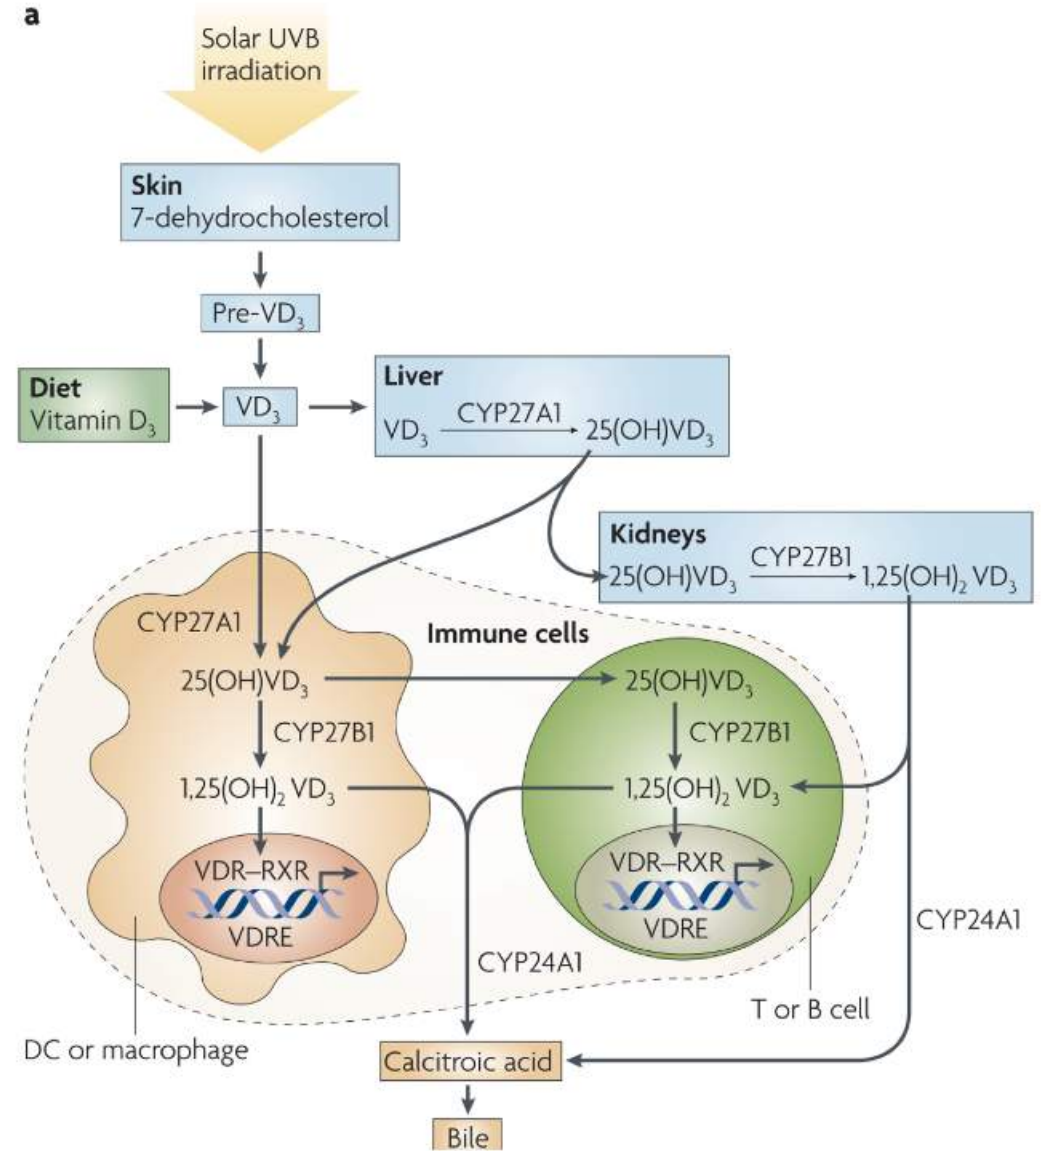 a
Solar UVB
irradiation
Skin
7-dehydrocholesterol
Pre-VD₃
Diet
Vitamin D₃
VD₃
Liver
VD₃ CYP27A1 25(OH)VD₃
Kidneys
25(OH)VD₃ CYP27B1 1,25(OH)₂ VD₃
CYP27A1
Immune cells
25(OH)VD₃
25(OH)VD₃
CYP27B1
CYP27B1
1,25(OH)₂ VD₃
1,25(OH)₂ VD₃
VDR–RXR
VDRE
VDR–RXR
VDRE
CYP24A1
CYP24A1
T or B cell
DC or macrophage
Calcitroic acid
Bile